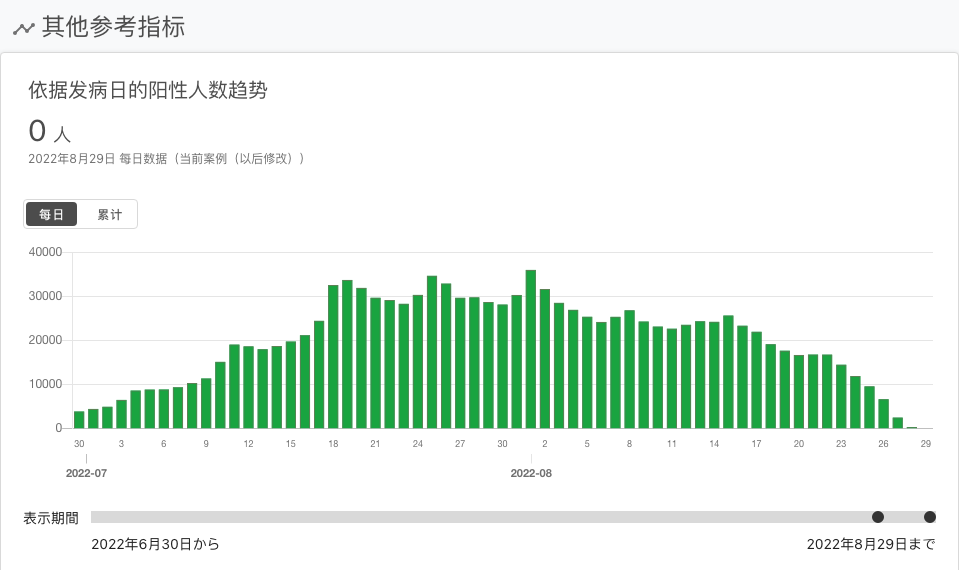 其他参考指标
依据发病日的阳性人数趋势
0 人
2022年8月29日 每日数据（当前案例（以后修改））
每日 累计
40000
30000
20000
10000
0
30 3 6 9 12 15 18 21 24 27 30 2 5 8 11 14 17 20 23 26 29
2022-07 2022-08
表示期間
2022年6月30日から 2022年8月29日まで